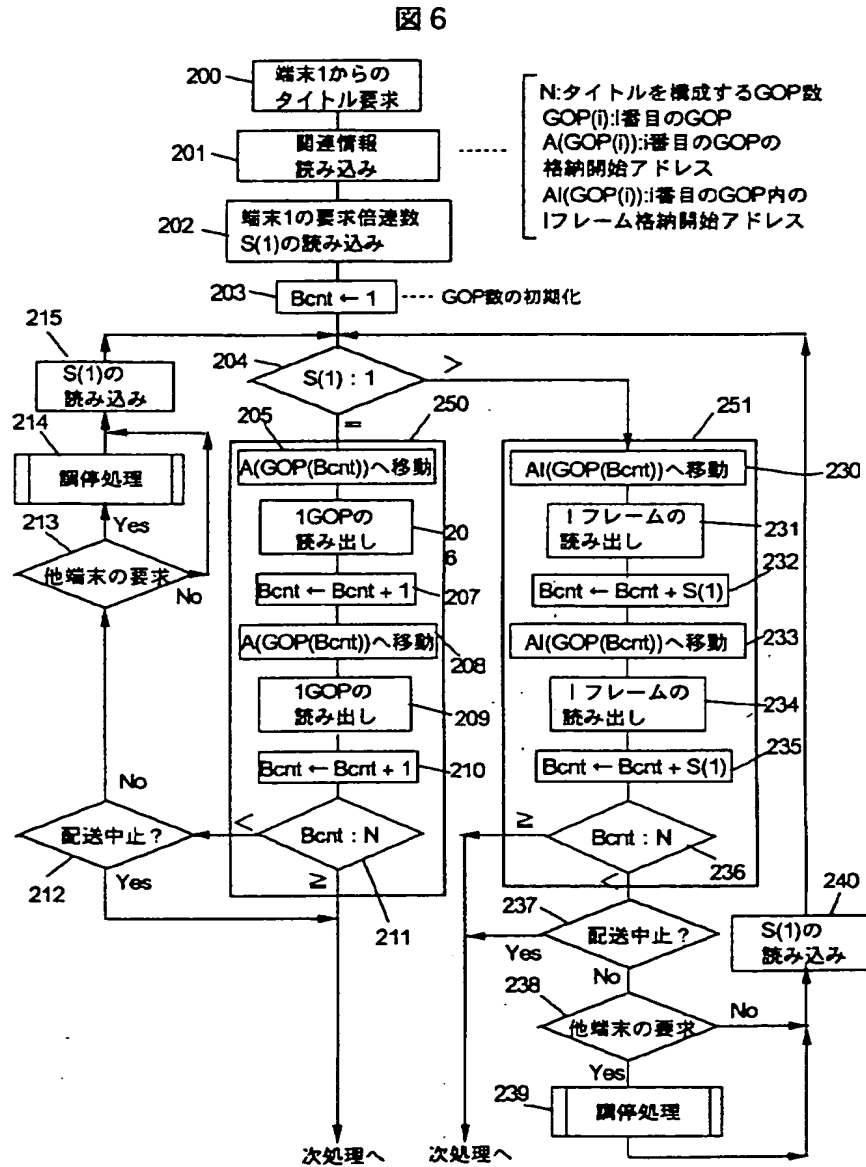 図6
200
端末1からの
タイトル要求
N:タイトルを構成するGOP数
GOP(i):I番目のGOP
A(GOP(i)):i番目のGOPの
格納開始アドレス
AI(GOP(i)):i番目のGOP内の
Iフレーム格納開始アドレス
201
関連情報
読み込み
202
端末1の要求倍速数
S(1)の読み込み
203
Bcnt ← 1
GOP数の初期化
215
S(1)の
読み込み
204
S(1) : 1
>
=
214
調停処理
Yes
213
他端末の要求
No
205
250
A(GOP(Bcnt))へ移動
1GOPの
読み出し
20
6
Bcnt ← Bcnt + 1
207
A(GOP(Bcnt))へ移動
208
1GOPの
読み出し
209
Bcnt ← Bcnt + 1
210
No
配送中止？
212
Yes
<
Bcnt : N
≧
211
251
AI(GOP(Bcnt))へ移動
230
Iフレームの
読み出し
231
232
Bcnt ← Bcnt + S(1)
AI(GOP(Bcnt))へ移動
233
Iフレームの
読み出し
234
235
Bcnt ← Bcnt + S(1)
≧
Bcnt : N
236
<
237
配送中止？
Yes
No
240
S(1)の
読み込み
238
他端末の要求
No
Yes
239
調停処理
次処理へ
次処理へ